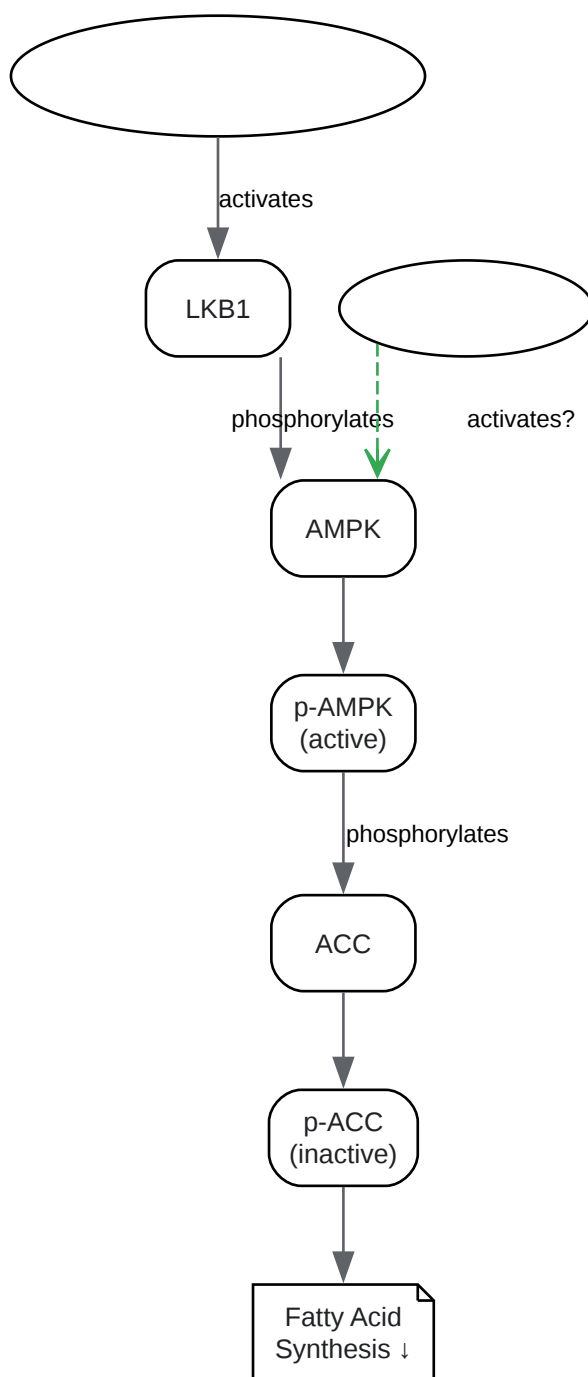 activates
LKB1
phosphorylates
activates?
AMPK
p-AMPK
(active)
phosphorylates
ACC
p-ACC
(inactive)
Fatty Acid
Synthesis ↓